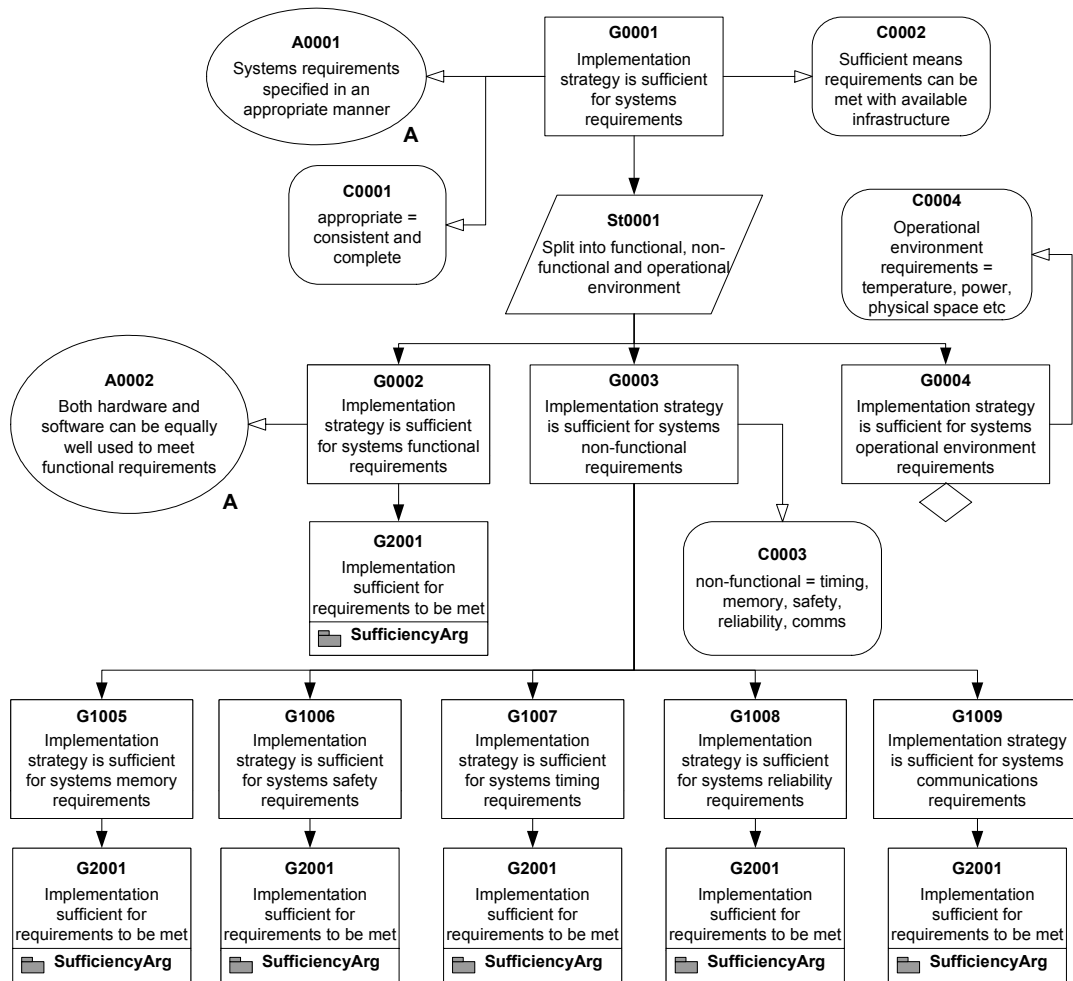 A0001
Systems requirements
specified in an
appropriate manner
A
G0001
Implementation
strategy is sufficient
for systems
requirements
C0002
Sufficient means
requirements can be
met with available
infrastructure
C0001
appropriate =
consistent and
complete
St0001
Split into functional, non-
functional and operational
environment
C0004
Operational
environment
requirements =
temperature, power,
physical space etc
A0002
Both hardware and
software can be equally
well used to meet
functional requirements
A
G0002
Implementation
strategy is sufficient
for systems functional
requirements
G0003
Implementation strategy
is sufficient for systems
non-functional
requirements
G0004
Implementation strategy
is sufficient for systems
operational environment
requirements
G2001
Implementation
sufficient for
requirements to be met
SufficiencyArg
C0003
non-functional = timing,
memory, safety,
reliability, comms
G1005
Implementation
strategy is sufficient
for systems memory
requirements
G1006
Implementation
strategy is sufficient
for systems safety
requirements
G1007
Implementation
strategy is sufficient
for systems timing
requirements
G1008
Implementation
strategy is sufficient
for systems reliability
requirements
G1009
Implementation strategy
is sufficient for systems
communications
requirements
G2001
Implementation
sufficient for
requirements to be met
SufficiencyArg
G2001
Implementation
sufficient for
requirements to be met
SufficiencyArg
G2001
Implementation
sufficient for
requirements to be met
SufficiencyArg
G2001
Implementation
sufficient for
requirements to be met
SufficiencyArg
G2001
Implementation
sufficient for
requirements to be met
SufficiencyArg